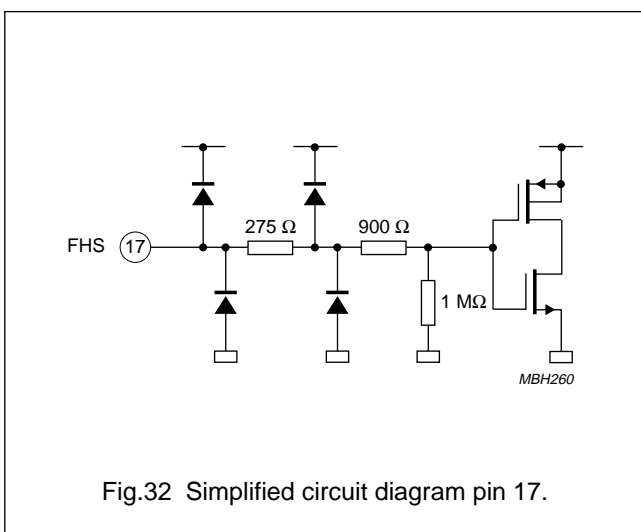 275 Ω
900 Ω
FHS
17
1 MΩ
MBH260
Fig.32 Simplified circuit diagram pin 17.